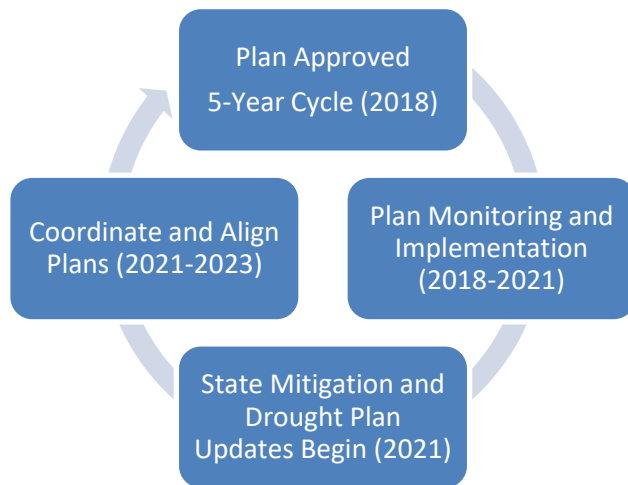 Plan Approved
5-Year Cycle (2018)
Plan Monitoring and
Implementation
(2018-2021)
State Mitigation and
Drought Plan
Updates Begin (2021)
Coordinate and Align
Plans (2021-2023)